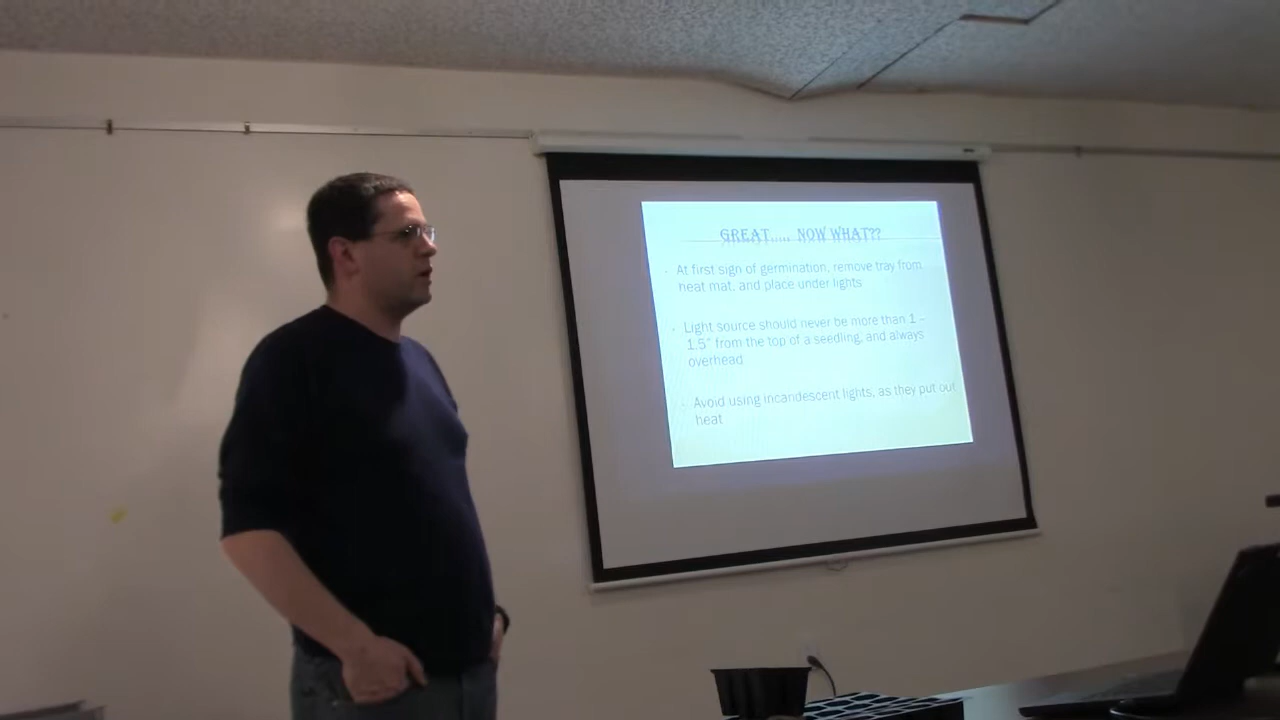 GREAT..... NOW WHAT??
At first sign of germination, remove tray from
heat mat, and place under lights
Light source should never be more than 1 –
1.5" from the top of a seedling, and always
overhead
Avoid using incandescent lights, as they put out
heat